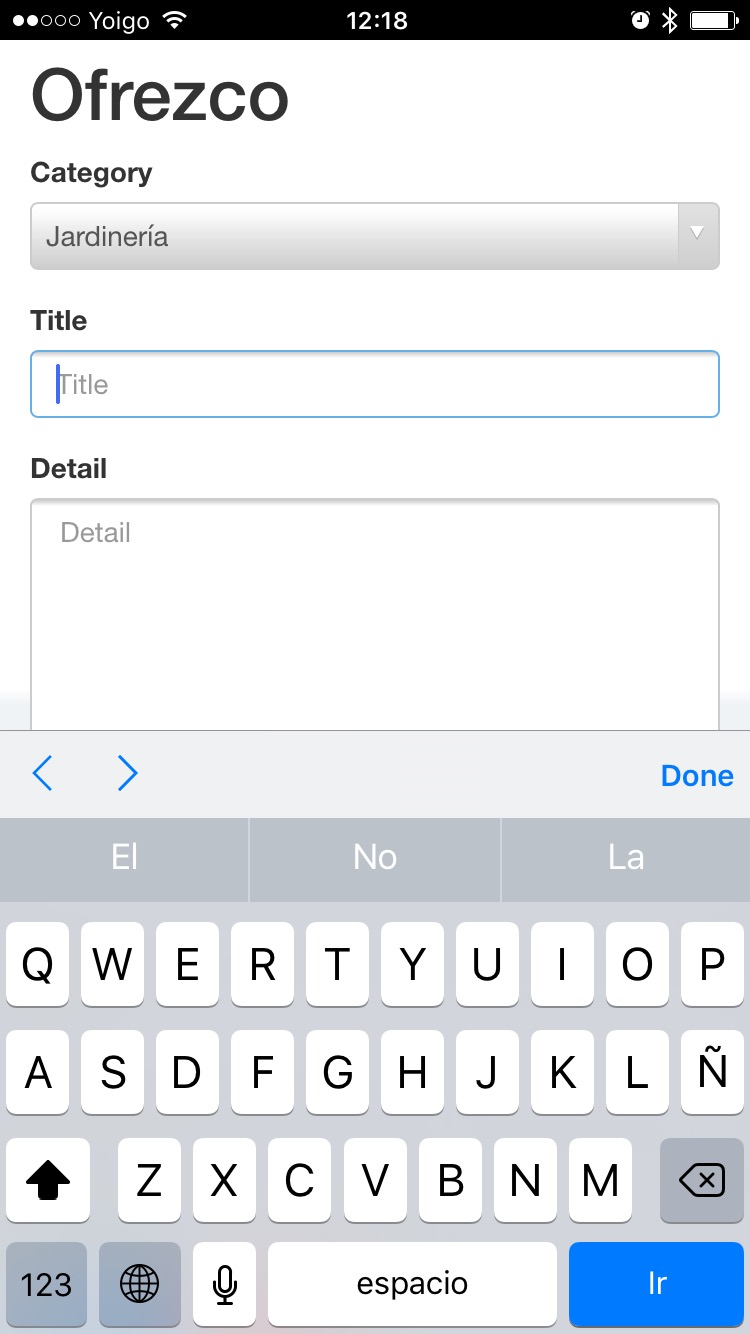 Yoigo 12:18
Ofrezco
Category
Jardinería
Title
Title
Detail
Detail
Done
El No La
Q W E R T Y U I O P
A S D F G H J K L Ñ
Z X C V B N M
123 espacio Ir